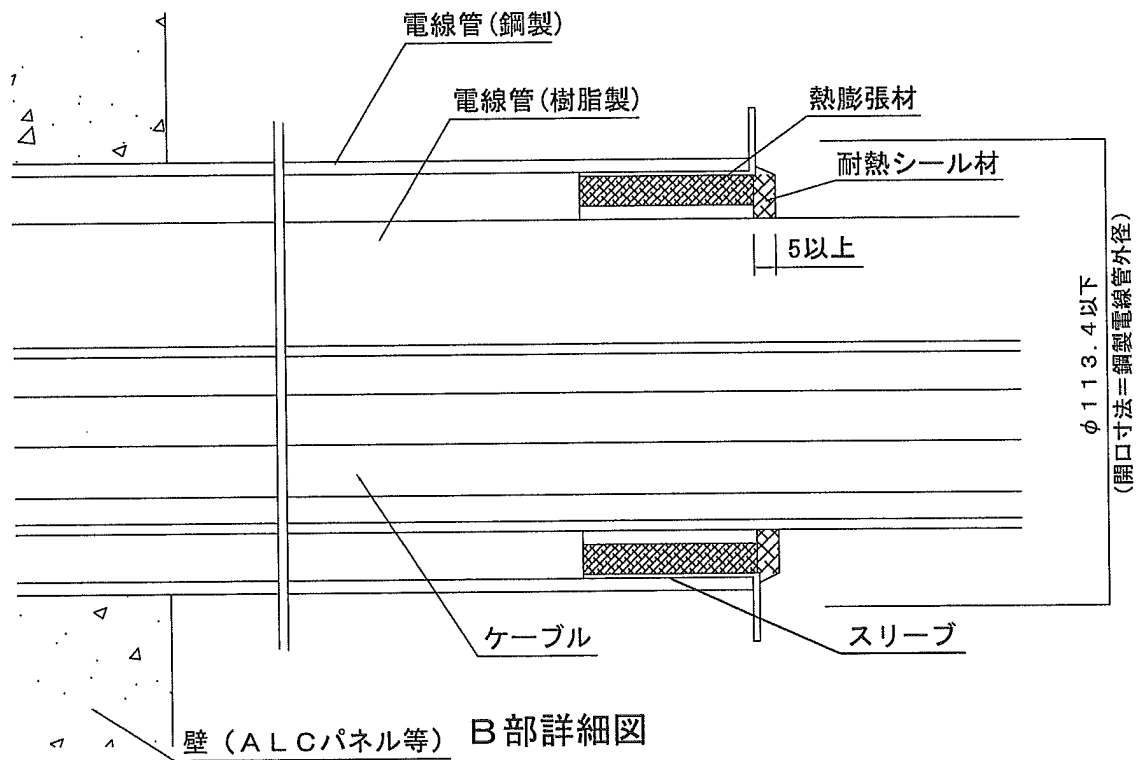 電線管(鋼製)
電線管(樹脂製)
熱膨張材
耐熱シール材
5以上
φ113.4以下
(開口寸法=鋼製電線管外径)
ケーブル
スリーブ
壁(ALCパネル等)
B部詳細図